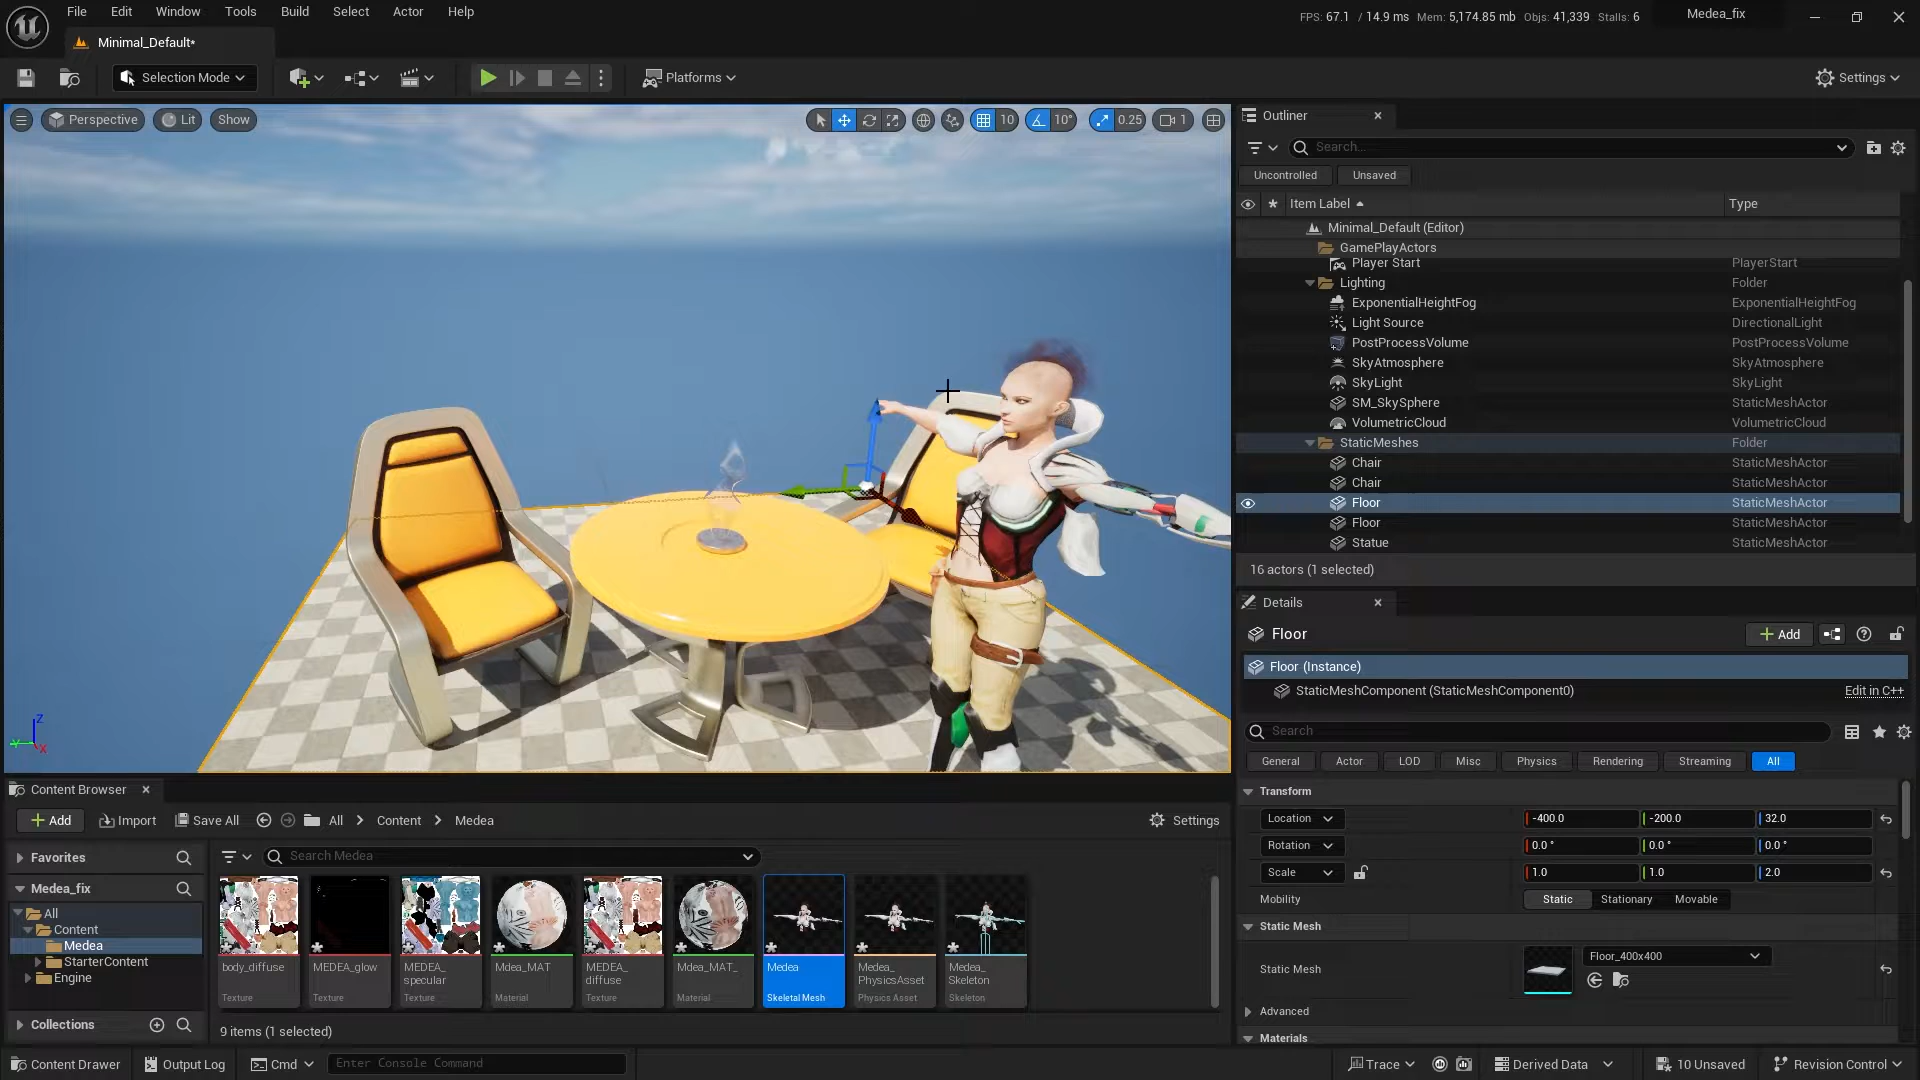 File Edit Window Tools Build Select Actor Help
FPS: 67.1 / 14.9 ms Mem: 5,174.85 mb Objs: 41,339 Stalls: 6
Medea_fix
Minimal_Default*
Selection Mode
Platforms
Settings
Perspective Lit Show
10 10° 0.25 1
Outliner
Search...
Uncontrolled Unsaved
Item Label Type
Minimal_Default (Editor)
GamePlayActors
Player Start PlayerStart
Lighting Folder
ExponentialHeightFog ExponentialHeightFog
Light Source DirectionalLight
PostProcessVolume PostProcessVolume
SkyAtmosphere SkyAtmosphere
SkyLight SkyLight
SM_SkySphere StaticMeshActor
VolumetricCloud VolumetricCloud
StaticMeshes Folder
Chair StaticMeshActor
Chair StaticMeshActor
Floor StaticMeshActor
Floor StaticMeshActor
Statue StaticMeshActor
16 actors (1 selected)
Details
Floor
Add
Floor (Instance)
StaticMeshComponent (StaticMeshComponent0) Edit in C++
Search
General Actor LOD Misc Physics Rendering Streaming All
Transform
Location -400.0 -200.0 32.0
Rotation 0.0 ° 0.0 ° 0.0 °
Scale 1.0 1.0 2.0
Mobility Static Stationary Movable
Static Mesh
Static Mesh Floor_400x400
Advanced
Materials
Z
Y
X
Content Browser
Add Import Save All All Content Medea Settings
Favorites
Search Medea
Medea_fix
All
Content
Medea
StarterContent
Engine
Collections
body_diffuse
Texture
MEDEA_glow
Texture
MEDEA_
specular
Texture
Mdea_MAT
Material
MEDEA_
diffuse
Texture
Mdea_MAT_
Material
Medea
Skeletal Mesh
Medea_
PhysicsAsset
Physics Asset
Medea_
Skeleton
Skeleton
9 items (1 selected)
Content Drawer Output Log Cmd Enter Console Command
Trace Derived Data 10 Unsaved Revision Control